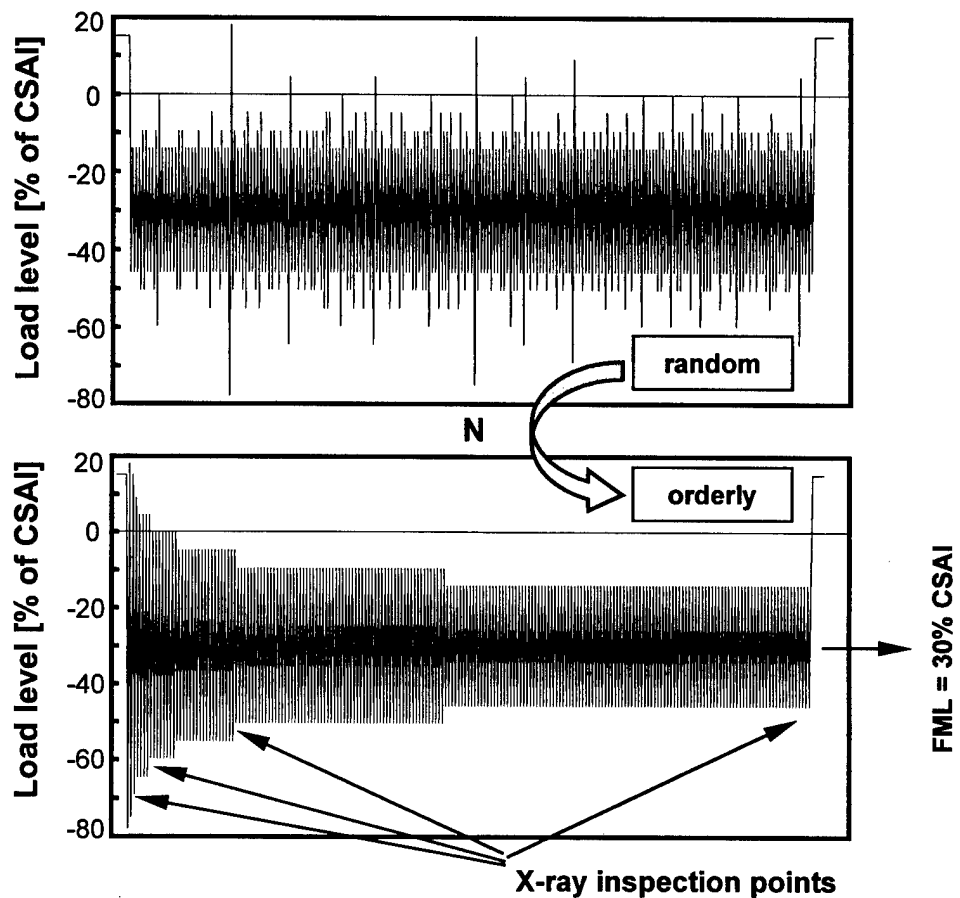 Load level [% of CSAI]
20
0
-20
-40
-60
-80
random
N
Load level [% of CSAI]
20
0
-20
-40
-60
-80
orderly
FML = 30% CSAI
X-ray inspection points